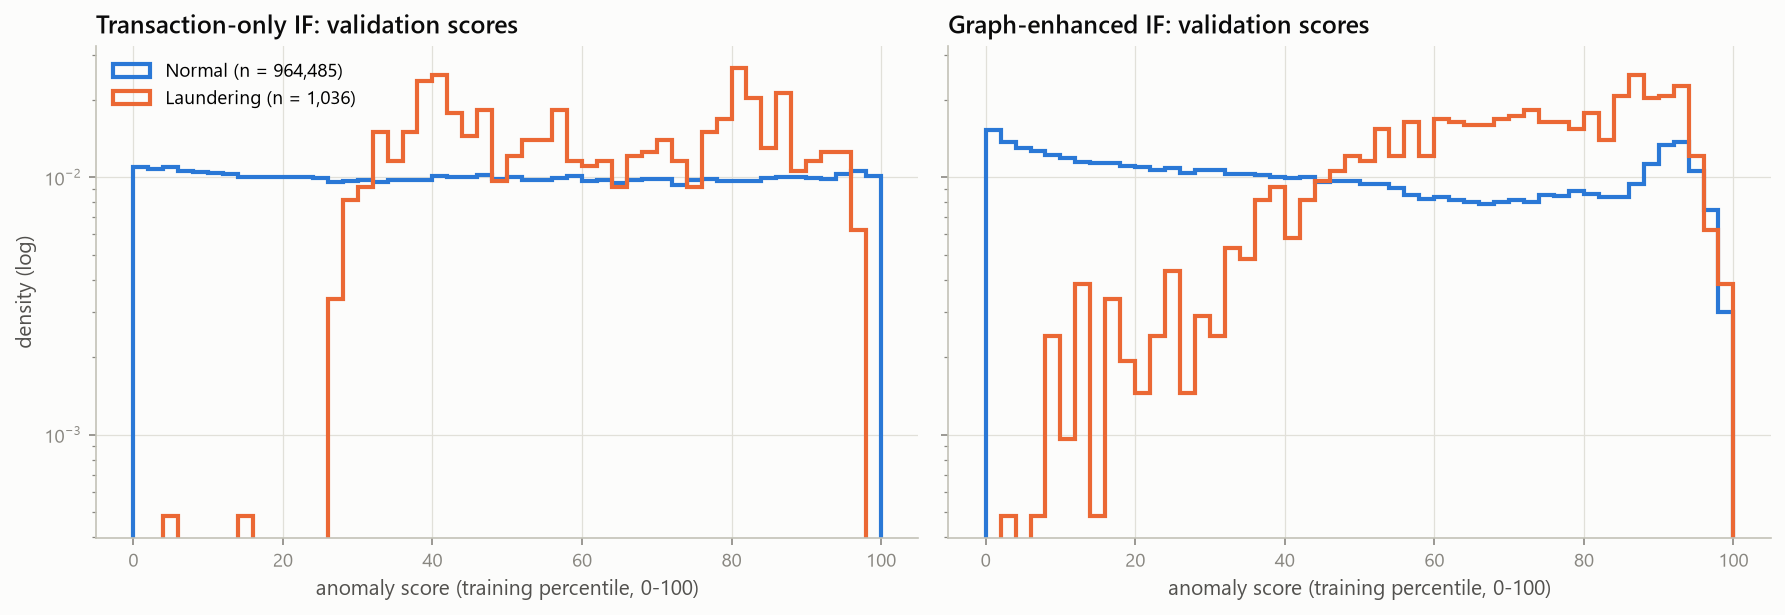 Transaction-only IF: validation scores
Normal (n = 964,485)
Laundering (n = 1,036)
density (log)
10⁻²
10⁻³
0 20 40 60 80 100
anomaly score (training percentile, 0-100)
Graph-enhanced IF: validation scores
0 20 40 60 80 100
anomaly score (training percentile, 0-100)